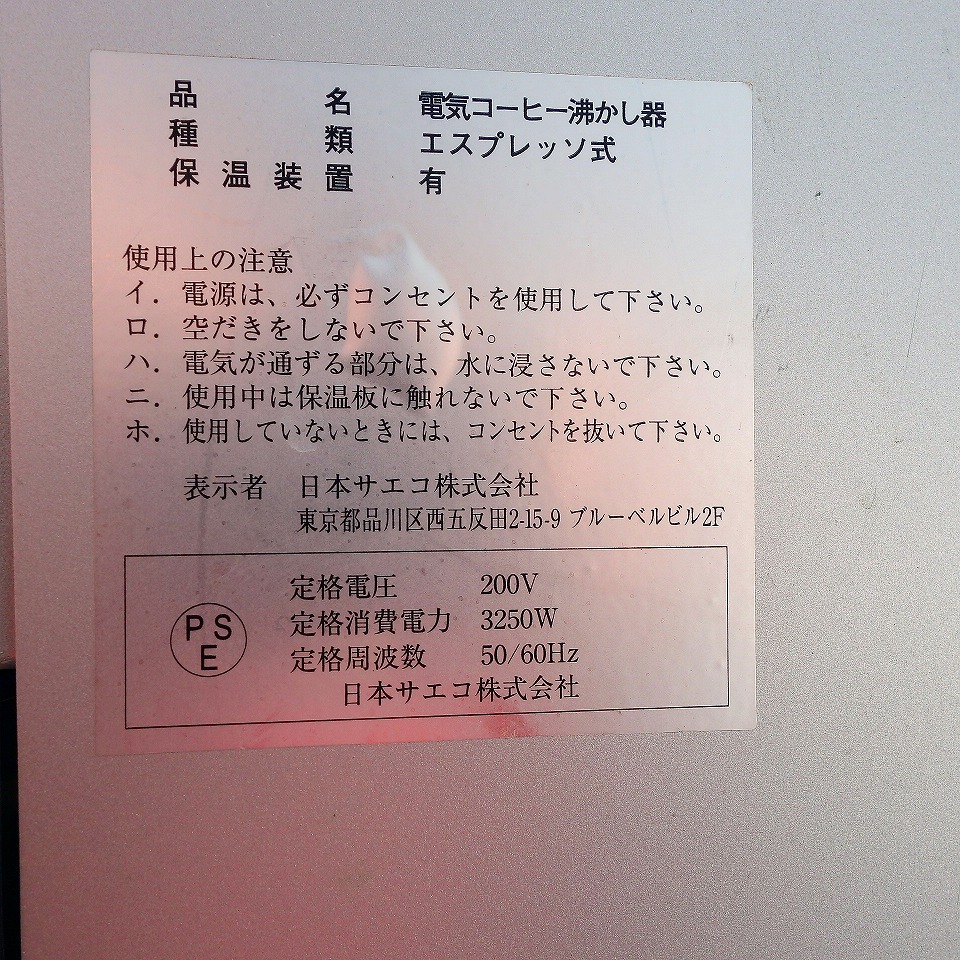 品名 電気コーヒー沸かし器
種類 エスプレッソ式
保温装置 有
使用上の注意
イ．電源は、必ずコンセントを使用して下さい。
ロ．空だきをしないで下さい。
ハ．電気が通ずる部分は、水に浸さないで下さい。
ニ．使用中は保温板に触れないで下さい。
ホ．使用していないときには、コンセントを抜いて下さい。
表示者 日本サエコ株式会社
東京都品川区西五反田2-15-9 ブルーベルビル2F
定格電圧 200V
定格消費電力 3250W
定格周波数 50/60Hz
日本サエコ株式会社
PS
E